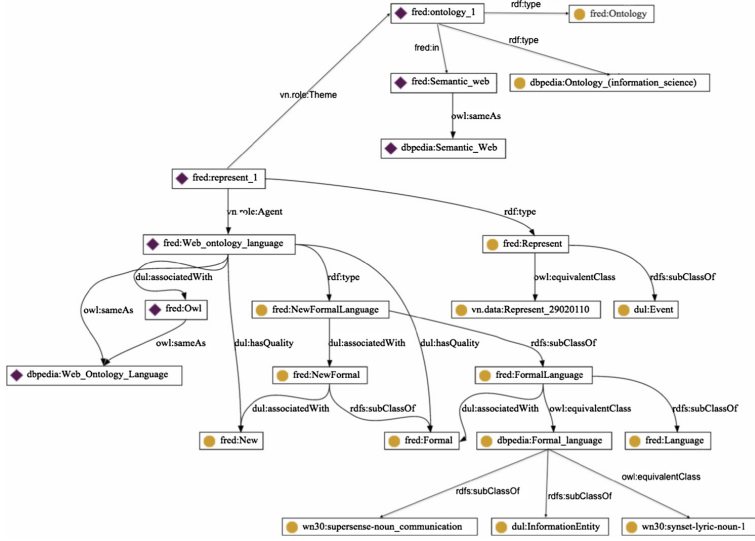 fred:ontology_1
rdf:type
fred:Ontology
fred:in
rdf:type
fred:Semantic_web
dbpedia:Ontology_(information_science)
vn.role:Theme
owl:sameAs
dbpedia:Semantic_Web
fred:represent_1
vn.role:Agent
rdf:type
fred:Web_ontology_language
fred:Represent
dul:associatedWith
rdf:type
owl:equivalentClass
rdfs:subClassOf
fred:Owl
fred:NewFormalLanguage
vn.data:Represent_29020110
dul:Event
owl:sameAs
owl:sameAs
dul:hasQuality
dul:associatedWith
dul:hasQuality
rdfs:subClassOf
dbpedia:Web_Ontology_Language
fred:NewFormal
fred:FormalLanguage
dul:associatedWith
rdfs:subClassOf
dul:associatedWith
owl:equivalentClass
rdfs:subClassOf
fred:New
fred:Formal
dbpedia:Formal_language
fred:Language
owl:equivalentClass
rdfs:subClassOf
rdfs:subClassOf
wn30:supersense-noun_communication
dul:InformationEntity
wn30:synset-lyric-noun-1